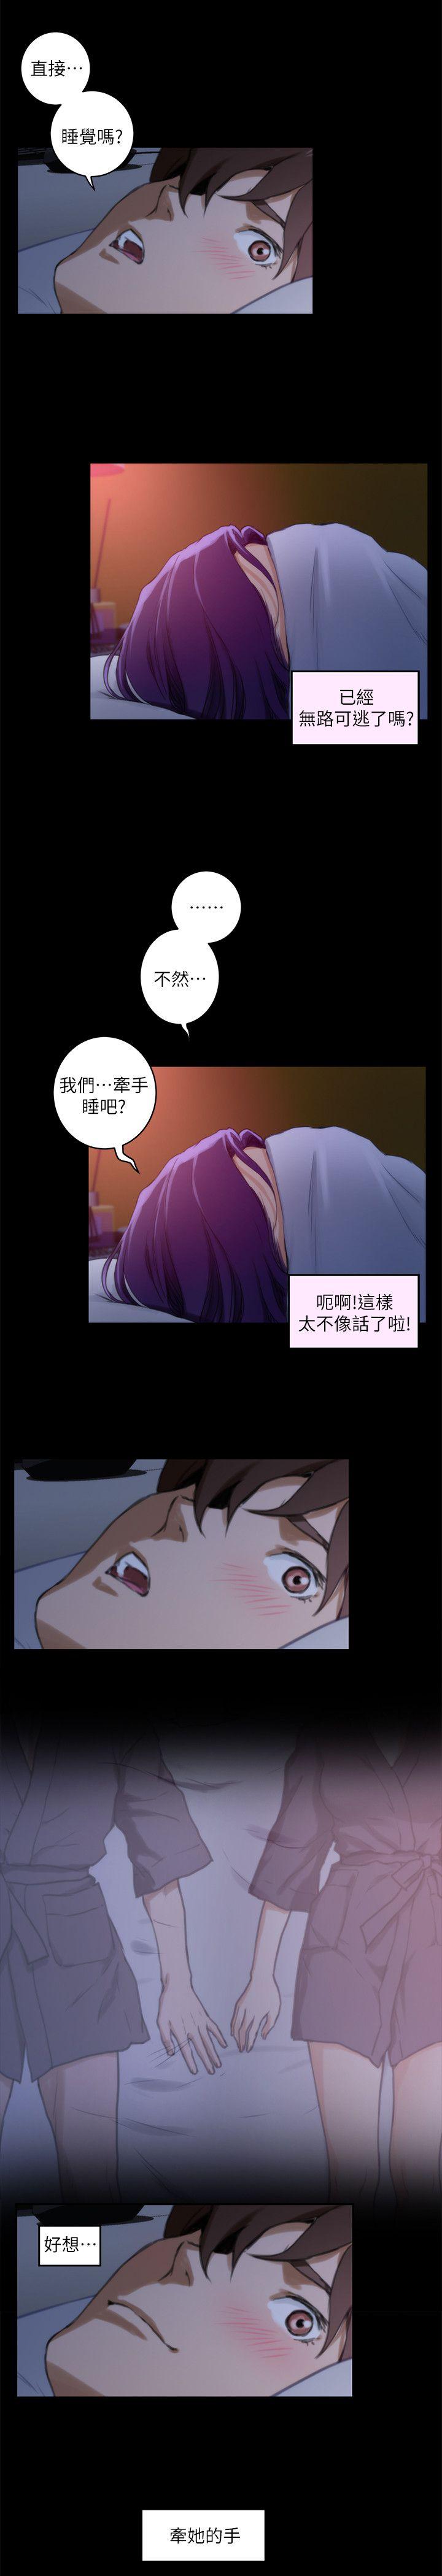 直接⋯
睡覺嗎?
已經
無路可逃了嗎?
⋯⋯
不然⋯
我們⋯牽手
睡吧?
呃啊!這樣
太不像話了啦!
好想⋯
牽她的手